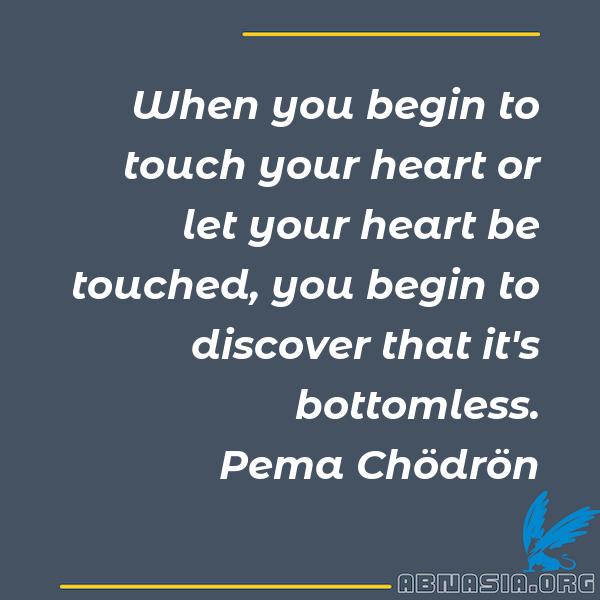 When you begin to
touch your heart or
let your heart be
touched, you begin to
discover that it's
bottomless.
Pema Chödrön
ABNASIA.ORG